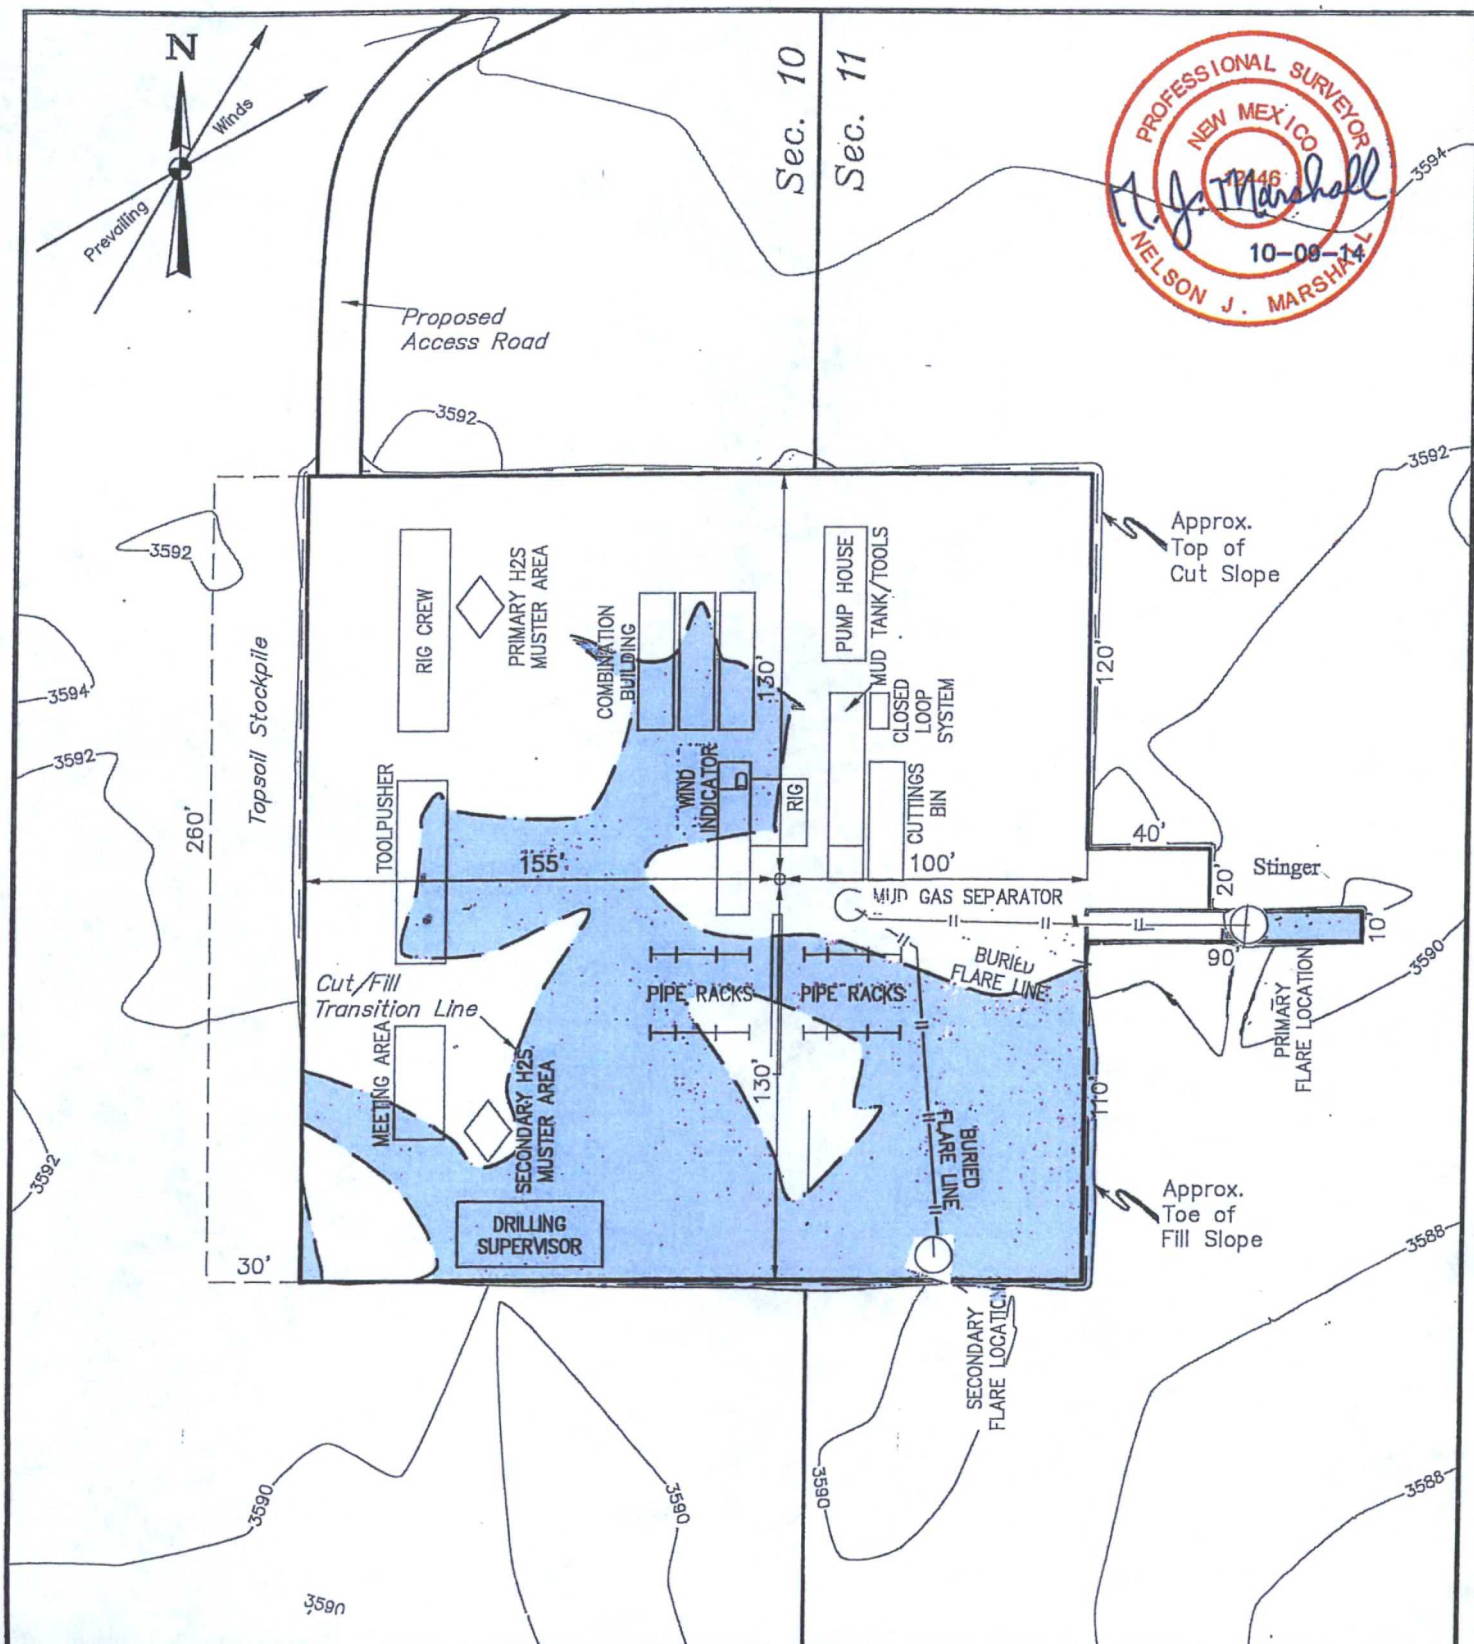 N
Winds
Prevailing
Sec. 10
Sec. 11
PROFESSIONAL SURVEYOR
NEW MEXICO
12446
N. J. Marshall
10-09-14
NELSON J. MARSHALL
3594
Proposed
Access Road
3592
3592
3592
Approx.
Top of
Cut Slope
RIG CREW
PRIMARY H2S
MUSTER AREA
COMBINATION
BUILDING
PUMP HOUSE
MUD TANK/TOOLS
130'
120'
CLOSED
LOOP
SYSTEM
3594
Topsoil Stockpile
3592
260'
TOOLPUSHER
WIND
INDICATOR
RIG
CUTTINGS
BIN
155'
100'
40'
20'
Stinger
MUD GAS SEPARATOR
10'
90'
3590
BURIED
FLARE LINE
PRIMARY
FLARE LOCATION
Cut/Fill
Transition Line
PIPE RACKS
PIPE RACKS
MEETING AREA
SECONDARY H2S
MUSTER AREA
130'
110'
BURIED
FLARE LINE
3592
Approx.
Toe of
Fill Slope
DRILLING
SUPERVISOR
30'
3588
SECONDARY
FLARE LOCATION
3590
3590
3590
3588
3590